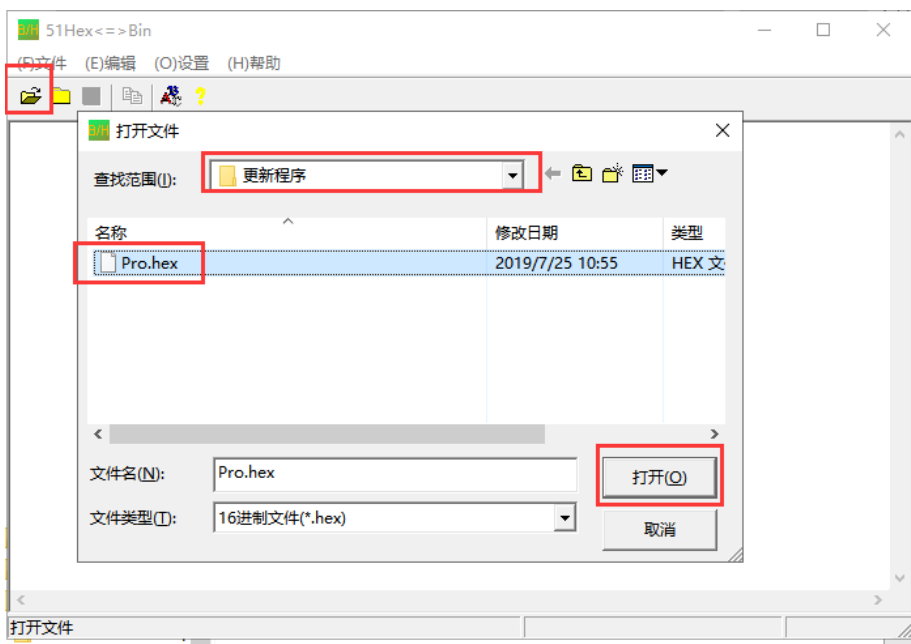 B/H 51Hex<=>Bin
(F)文件 (E)编辑 (O)设置 (H)帮助
B/H 打开文件
查找范围(I): 更新程序
名称 修改日期 类型
Pro.hex 2019/7/25 10:55 HEX 文
文件名(N): Pro.hex 打开(O)
文件类型(T): 16进制文件(*.hex)
取消
打开文件